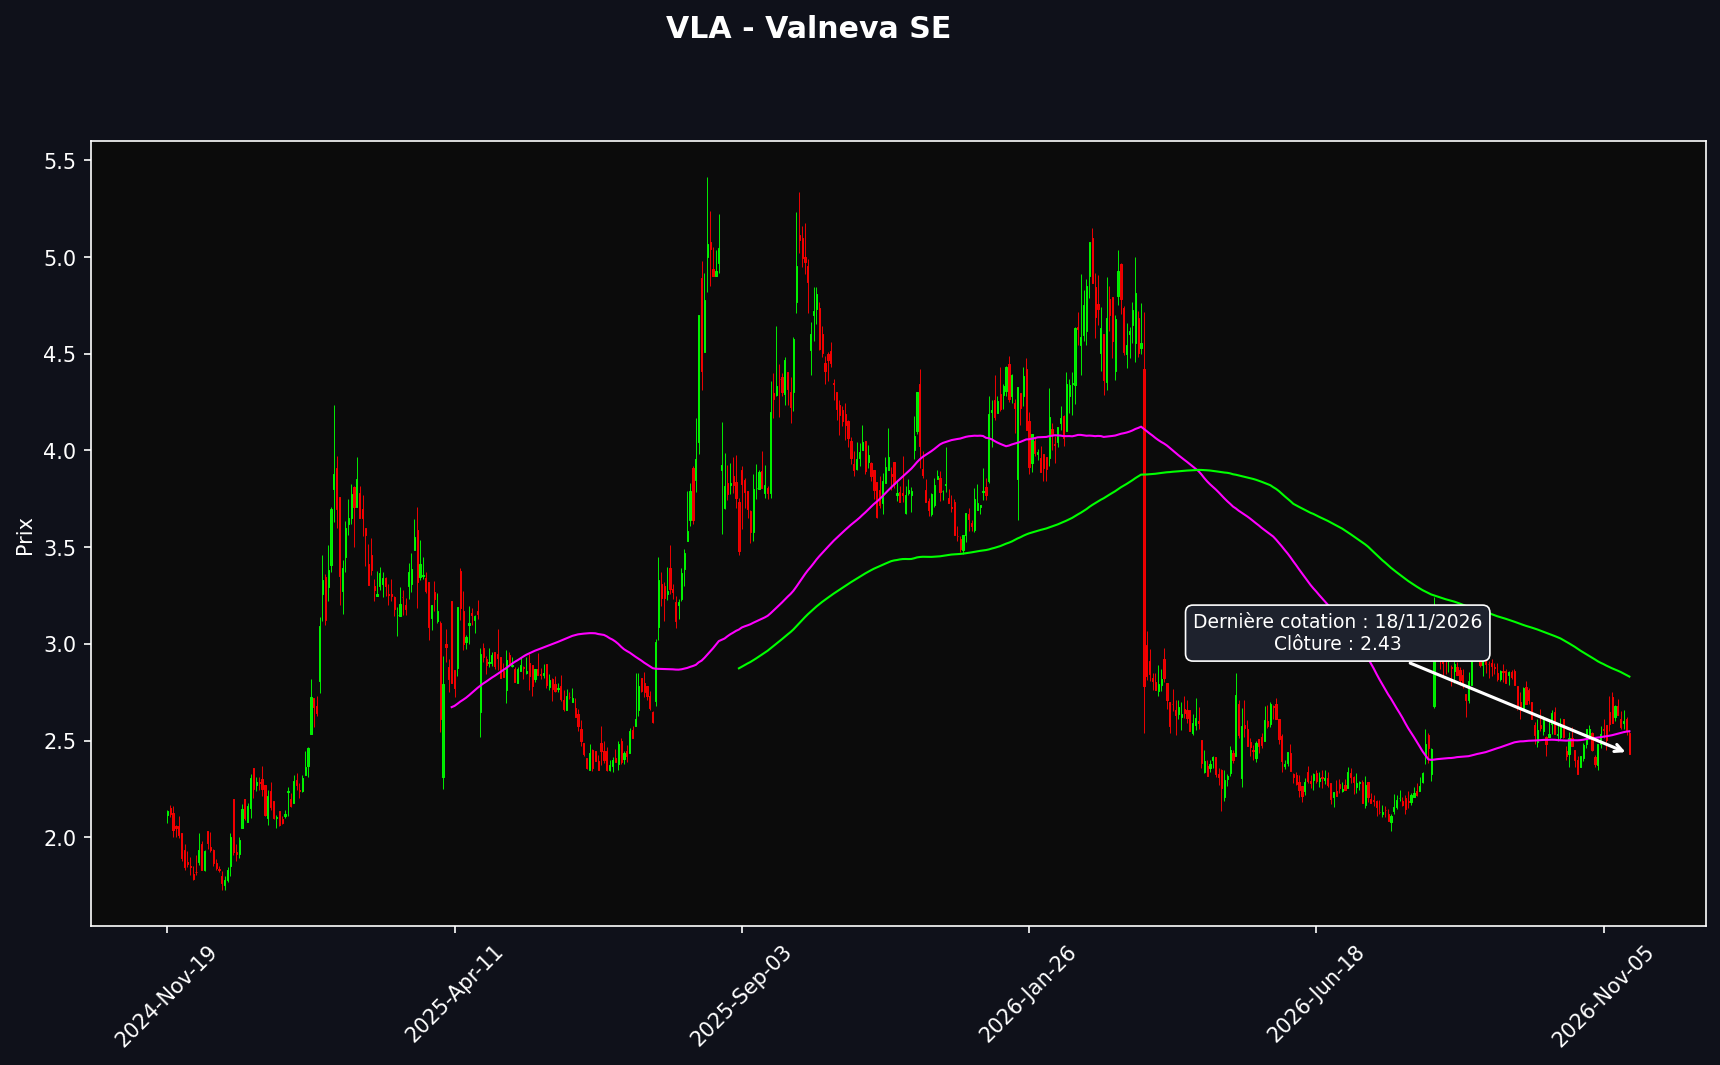 VLA - Valneva SE
Prix
5.5
5.0
4.5
4.0
3.5
3.0
2.5
2.0
Dernière cotation : 18/11/2026
Clôture : 2.43
2024-Nov-19
2025-Apr-11
2025-Sep-03
2026-Jan-26
2026-Jun-18
2026-Nov-05